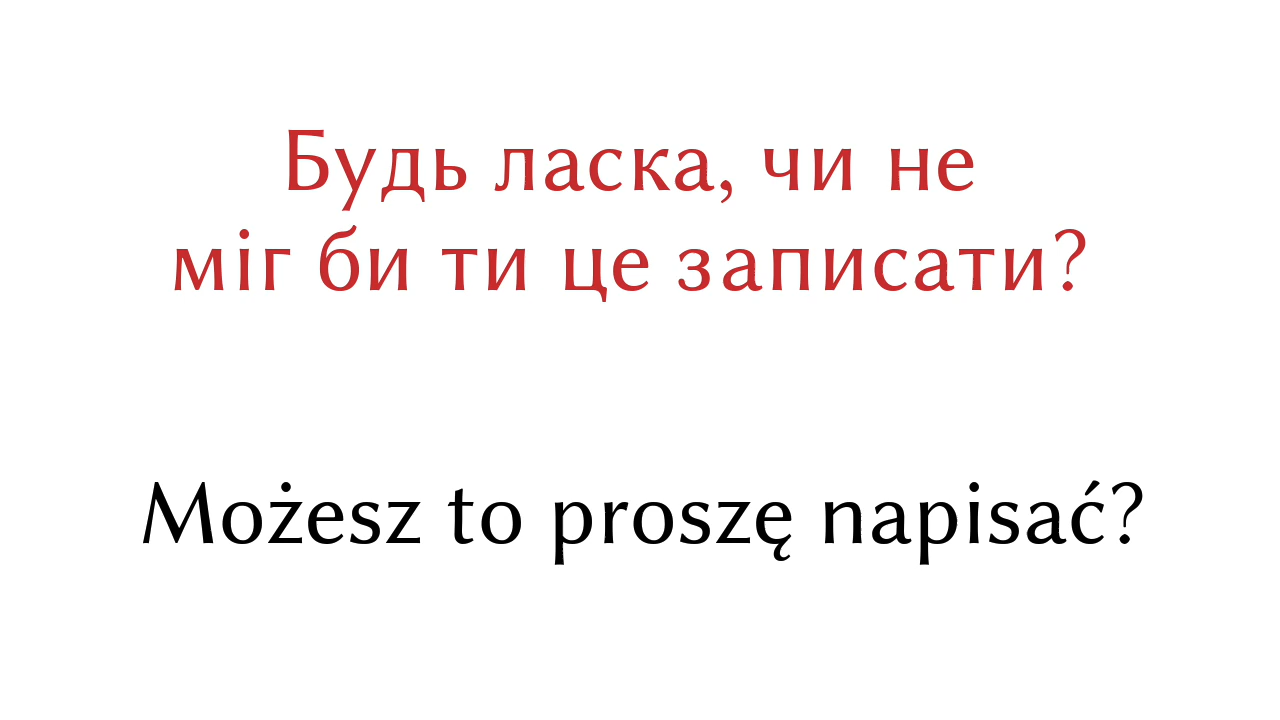 Будь ласка, чи не
міг би ти це записати?
Możesz to proszę napisać?